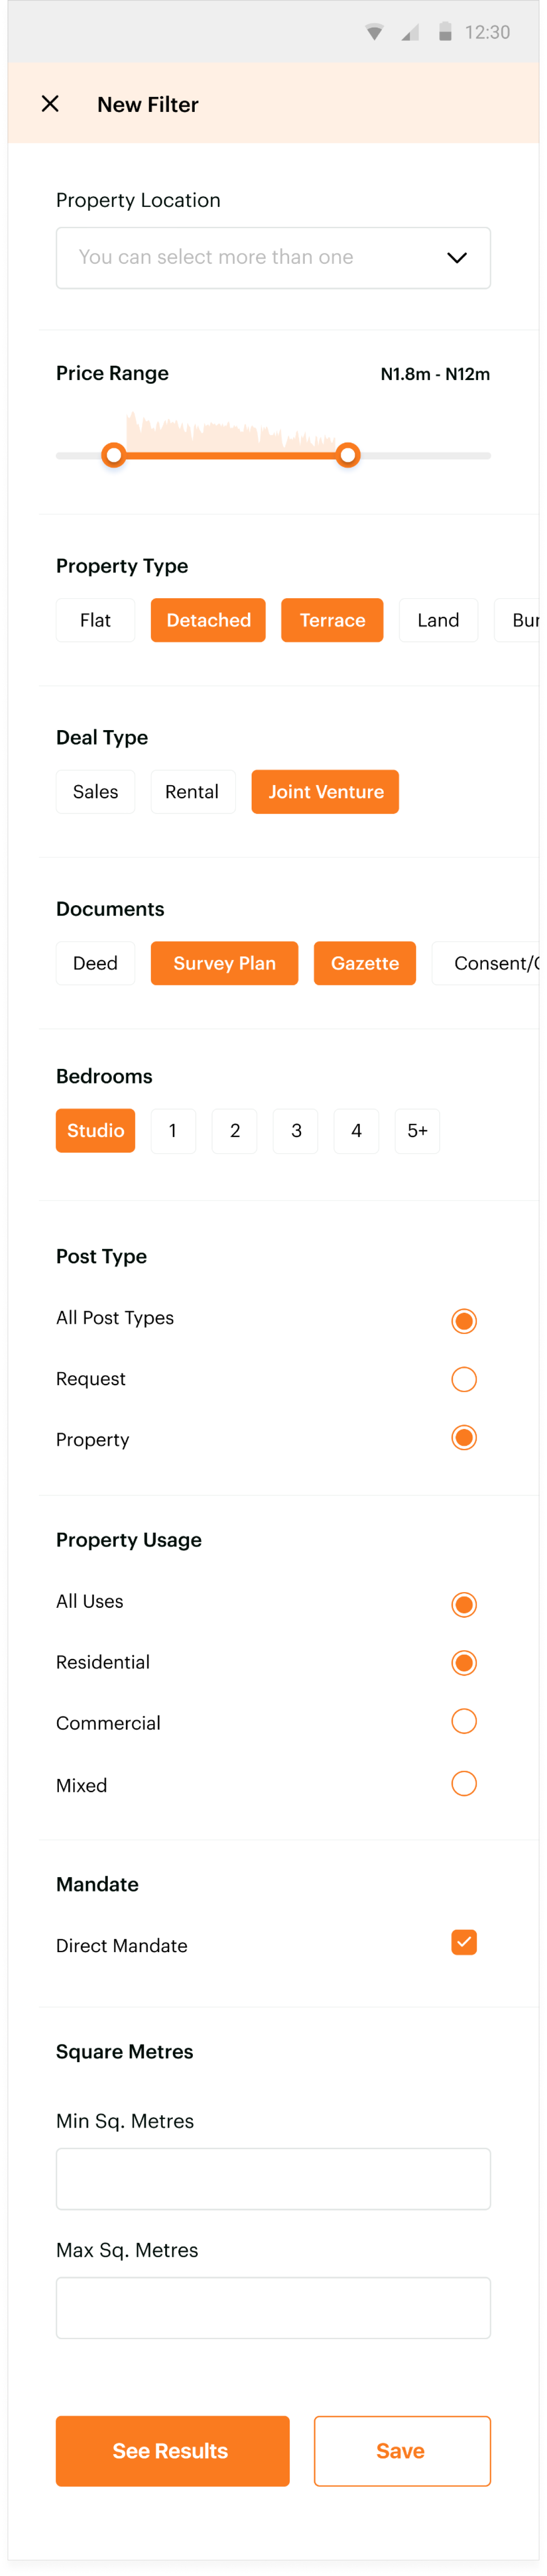 12:30
New Filter
Property Location
You can select more than one
Price Range N1.8m - N12m
Property Type
Flat Detached Terrace Land Bur
Deal Type
Sales Rental Joint Venture
Documents
Deed Survey Plan Gazette Consent/
Bedrooms
Studio 1 2 3 4 5+
Post Type
All Post Types
Request
Property
Property Usage
All Uses
Residential
Commercial
Mixed
Mandate
Direct Mandate
Square Metres
Min Sq. Metres
Max Sq. Metres
See Results Save